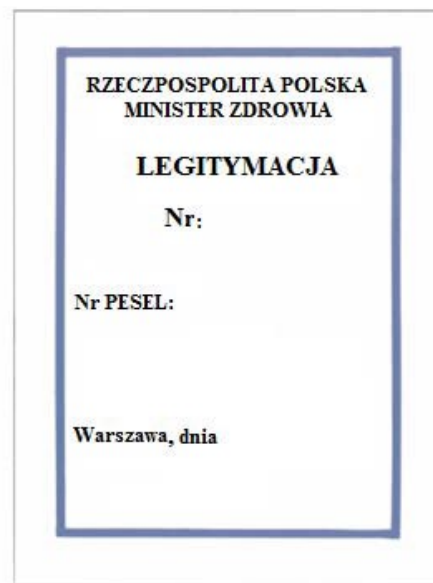 RZECZPOSPOLITA POLSKA
MINISTER ZDROWIA
LEGITYMACJA
Nr:
Nr PESEL:
Warszawa, dnia